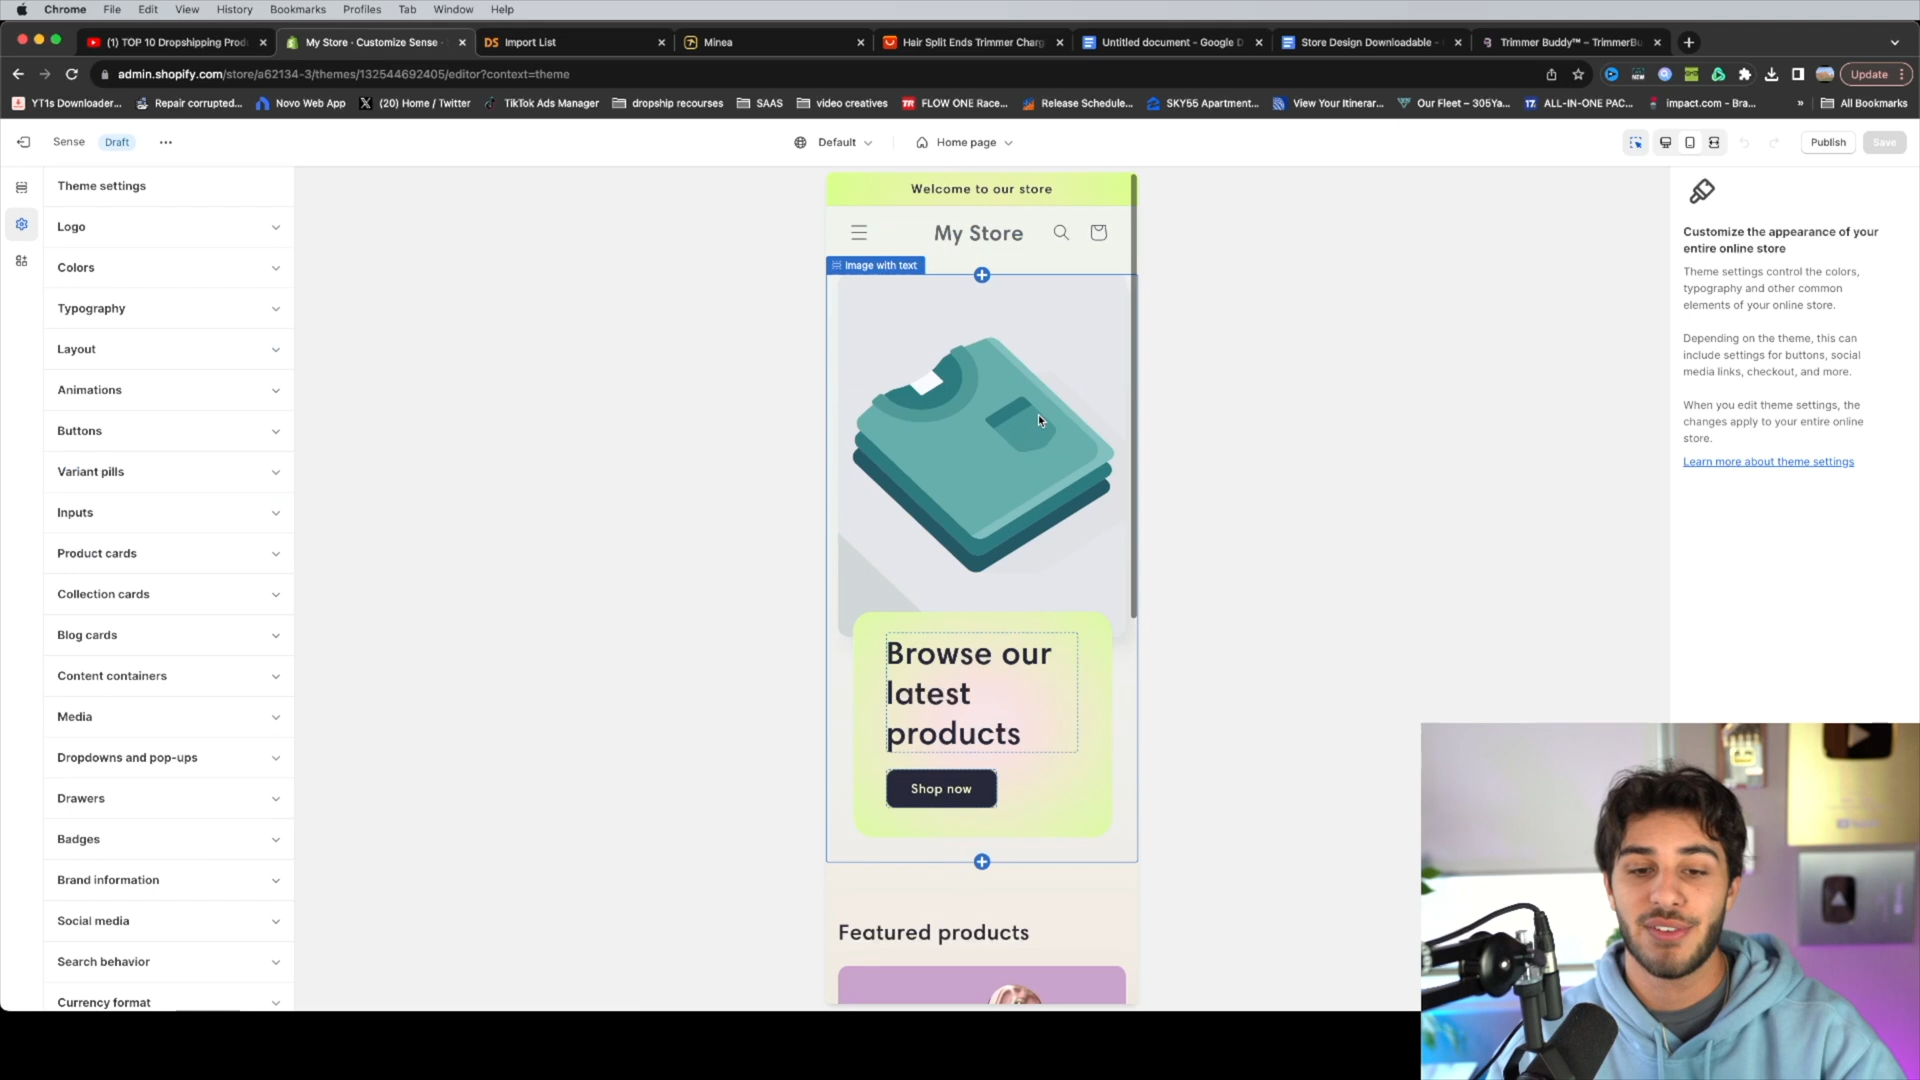 Chrome File Edit View History Bookmarks Profiles Tab Window Help
(1) TOP 10 Dropshipping Prod
My Store · Customize Sense ·
DS Import List
Minea
Hair Split Ends Trimmer Charg
Untitled document - Google D
Store Design Downloadable -
Trimmer Buddy™ – TrimmerBu
admin.shopify.com/store/a62134-3/themes/132544692405/editor?context=theme
Update
YT1s Downloader...
Repair corrupted...
Novo Web App
(20) Home / Twitter
TikTok Ads Manager
dropship recourses
SAAS
video creatives
TR FLOW ONE Race...
Release Schedule...
SKY55 Apartment...
View Your Itinerar...
Our Fleet – 305Ya...
17. ALL-IN-ONE PAC...
impact.com - Bra...
»
All Bookmarks
Sense Draft
Default
Home page
Publish
Save
Theme settings
Logo
Colors
Typography
Layout
Animations
Buttons
Variant pills
Inputs
Product cards
Collection cards
Blog cards
Content containers
Media
Dropdowns and pop-ups
Drawers
Badges
Brand information
Social media
Search behavior
Currency format
Welcome to our store
My Store
Image with text
Browse our
latest
products
Shop now
Featured products
Customize the appearance of your
entire online store
Theme settings control the colors,
typography and other common
elements of your online store.
Depending on the theme, this can
include settings for buttons, social
media links, checkout, and more.
When you edit theme settings, the
changes apply to your entire online
store.
Learn more about theme settings